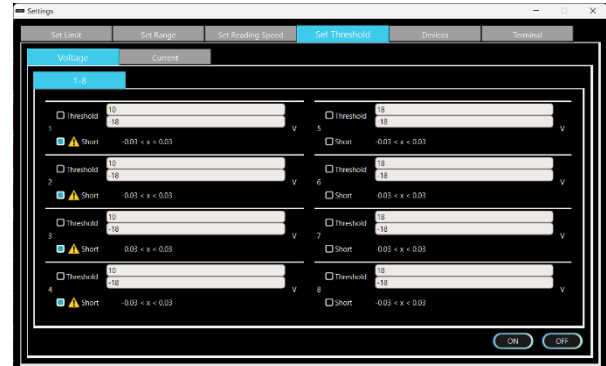 Settings
Set Limit Set Range Set Reading Speed Set Threshold Devices Terminal
Voltage Current
1-8
1 Threshold 10 -18 V
Short -0.03 < x < 0.03
2 Threshold 10 -18 V
Short -0.03 < x < 0.03
3 Threshold 10 -18 V
Short -0.03 < x < 0.03
4 Threshold 10 -18 V
Short -0.03 < x < 0.03
5 Threshold 18 -18 V
Short -0.03 < x < 0.03
6 Threshold 18 -18 V
Short -0.03 < x < 0.03
7 Threshold 18 -18 V
Short -0.03 < x < 0.03
8 Threshold 18 -18 V
Short -0.03 < x < 0.03
ON OFF